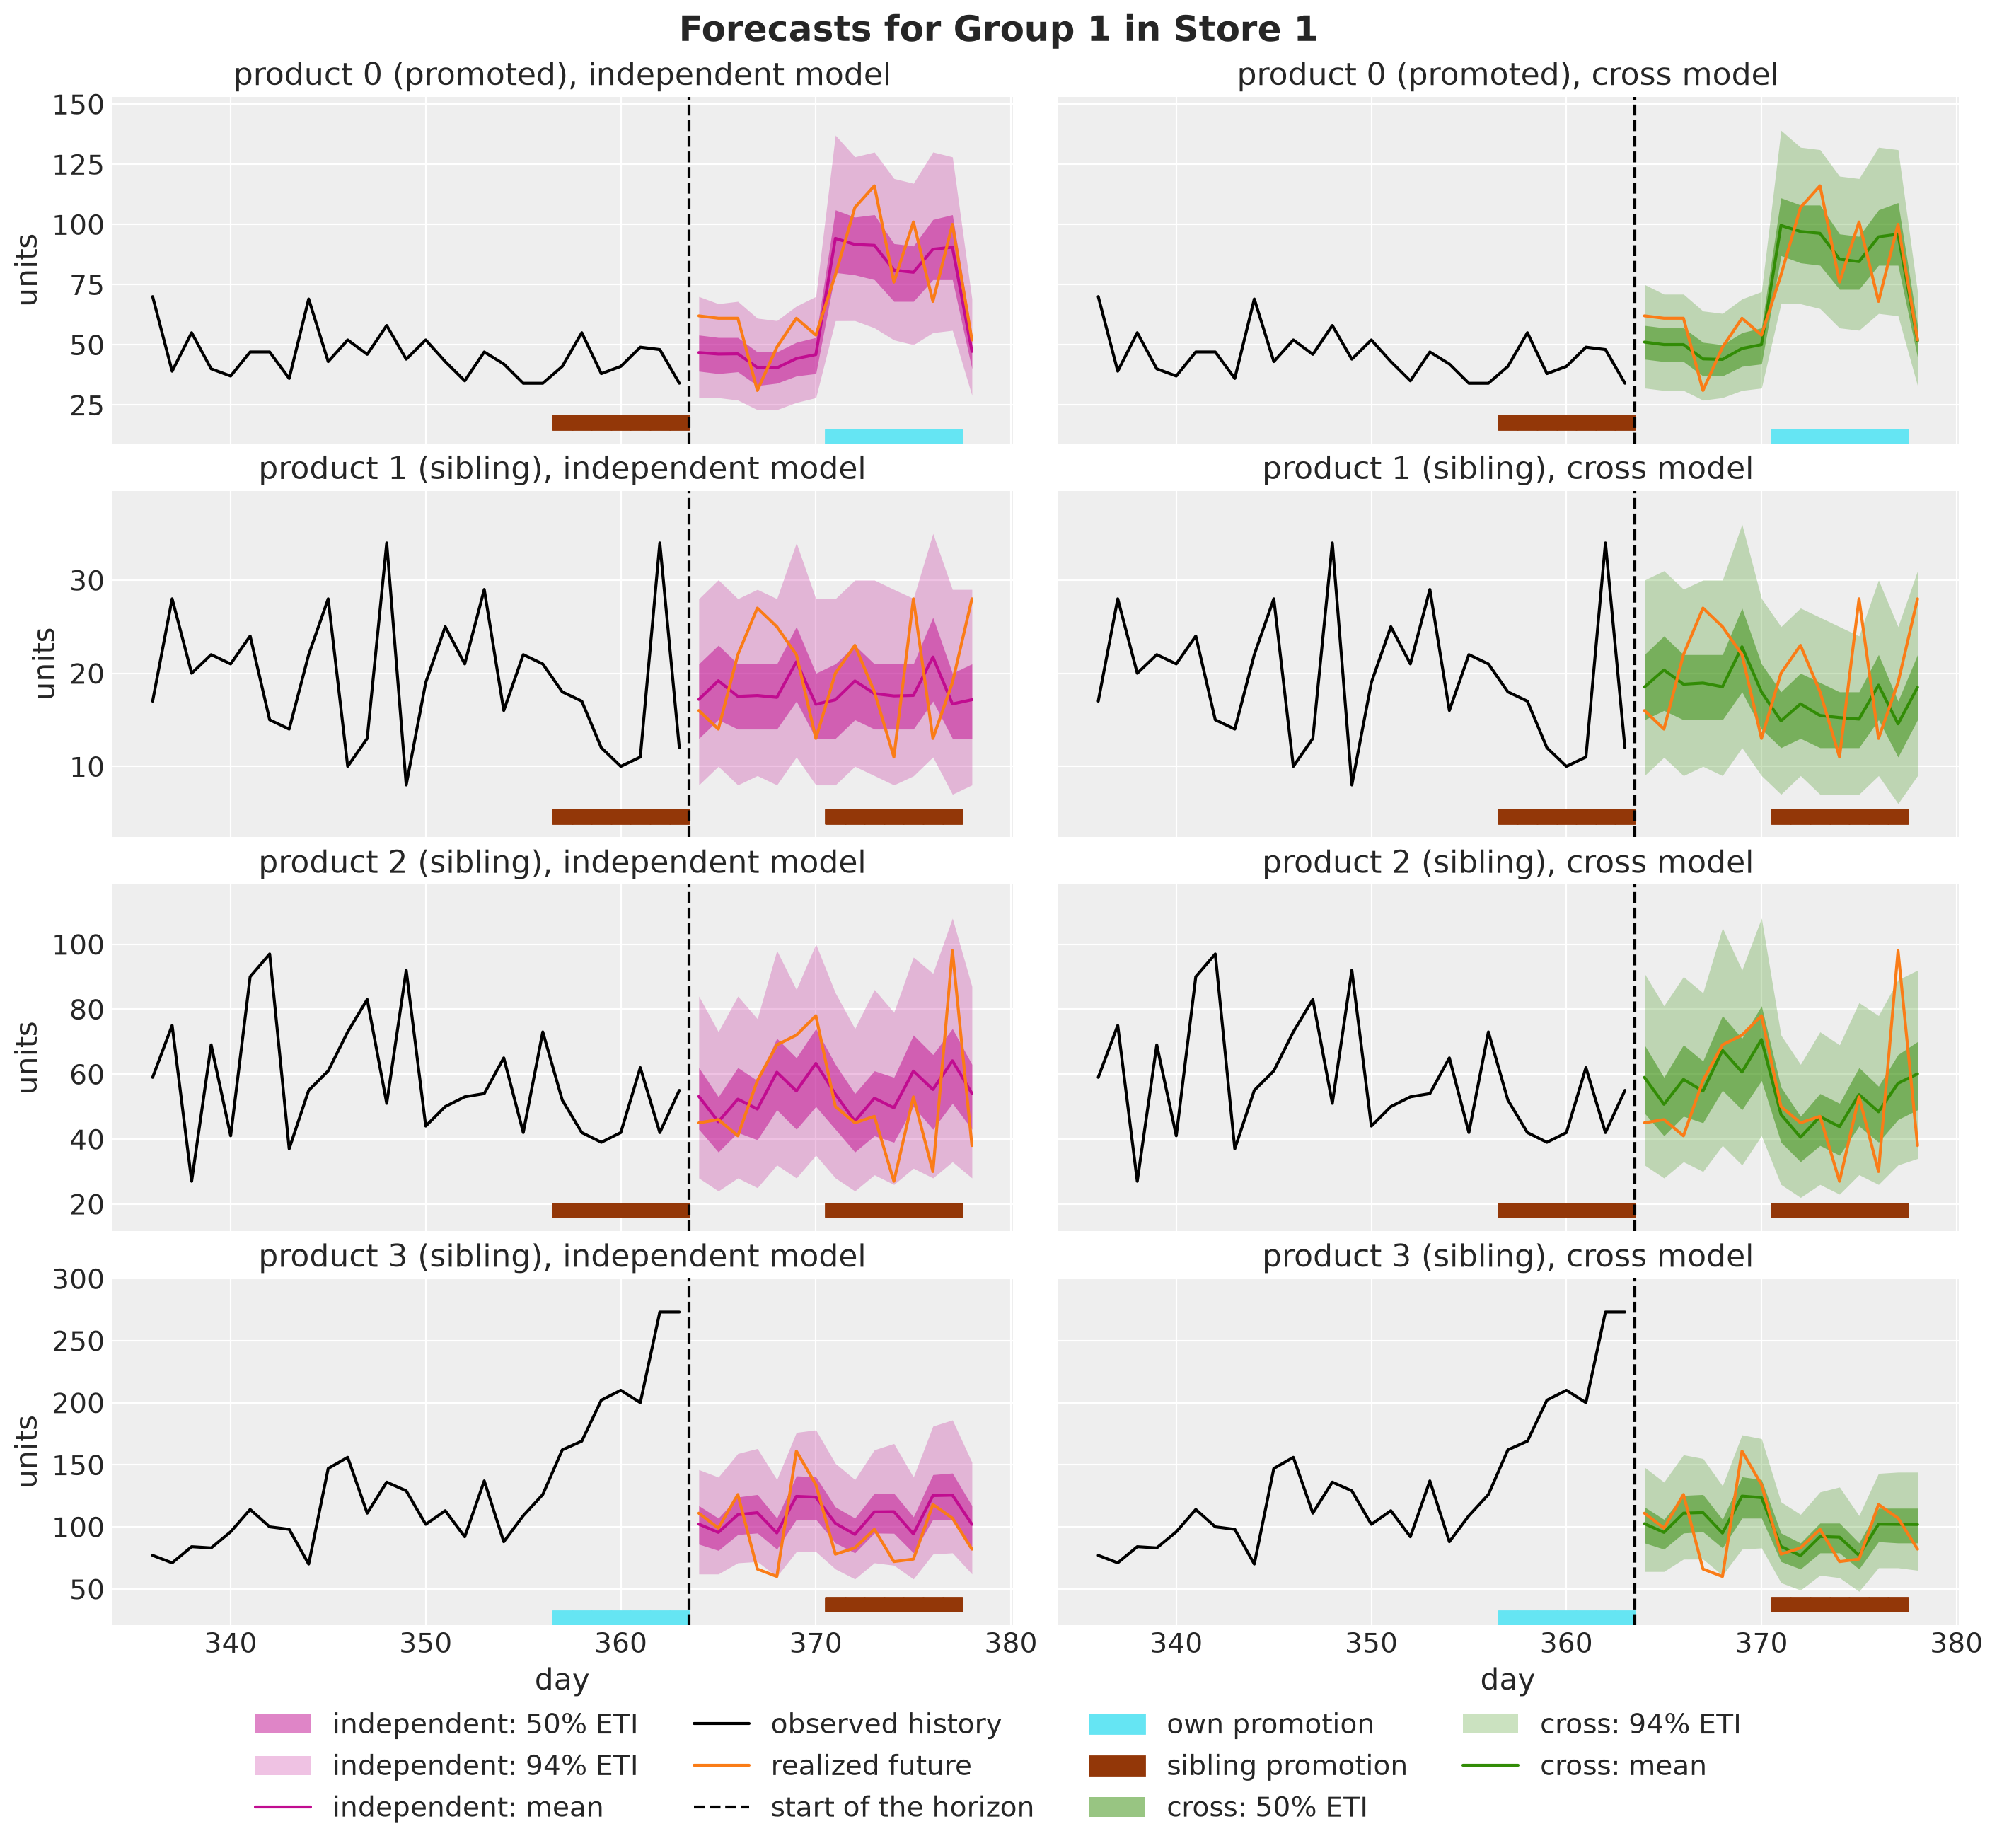 Forecasts for Group 1 in Store 1
product 0 (promoted), independent model
product 0 (promoted), cross model
150
125
100
75
50
25
units
product 1 (sibling), independent model
product 1 (sibling), cross model
30
20
10
units
product 2 (sibling), independent model
product 2 (sibling), cross model
100
80
60
40
20
units
product 3 (sibling), independent model
product 3 (sibling), cross model
300
250
200
150
100
50
units
340 350 360 370 380
340 350 360 370 380
day
day
independent: 50% ETI
independent: 94% ETI
independent: mean
observed history
realized future
start of the horizon
own promotion
sibling promotion
cross: 50% ETI
cross: 94% ETI
cross: mean